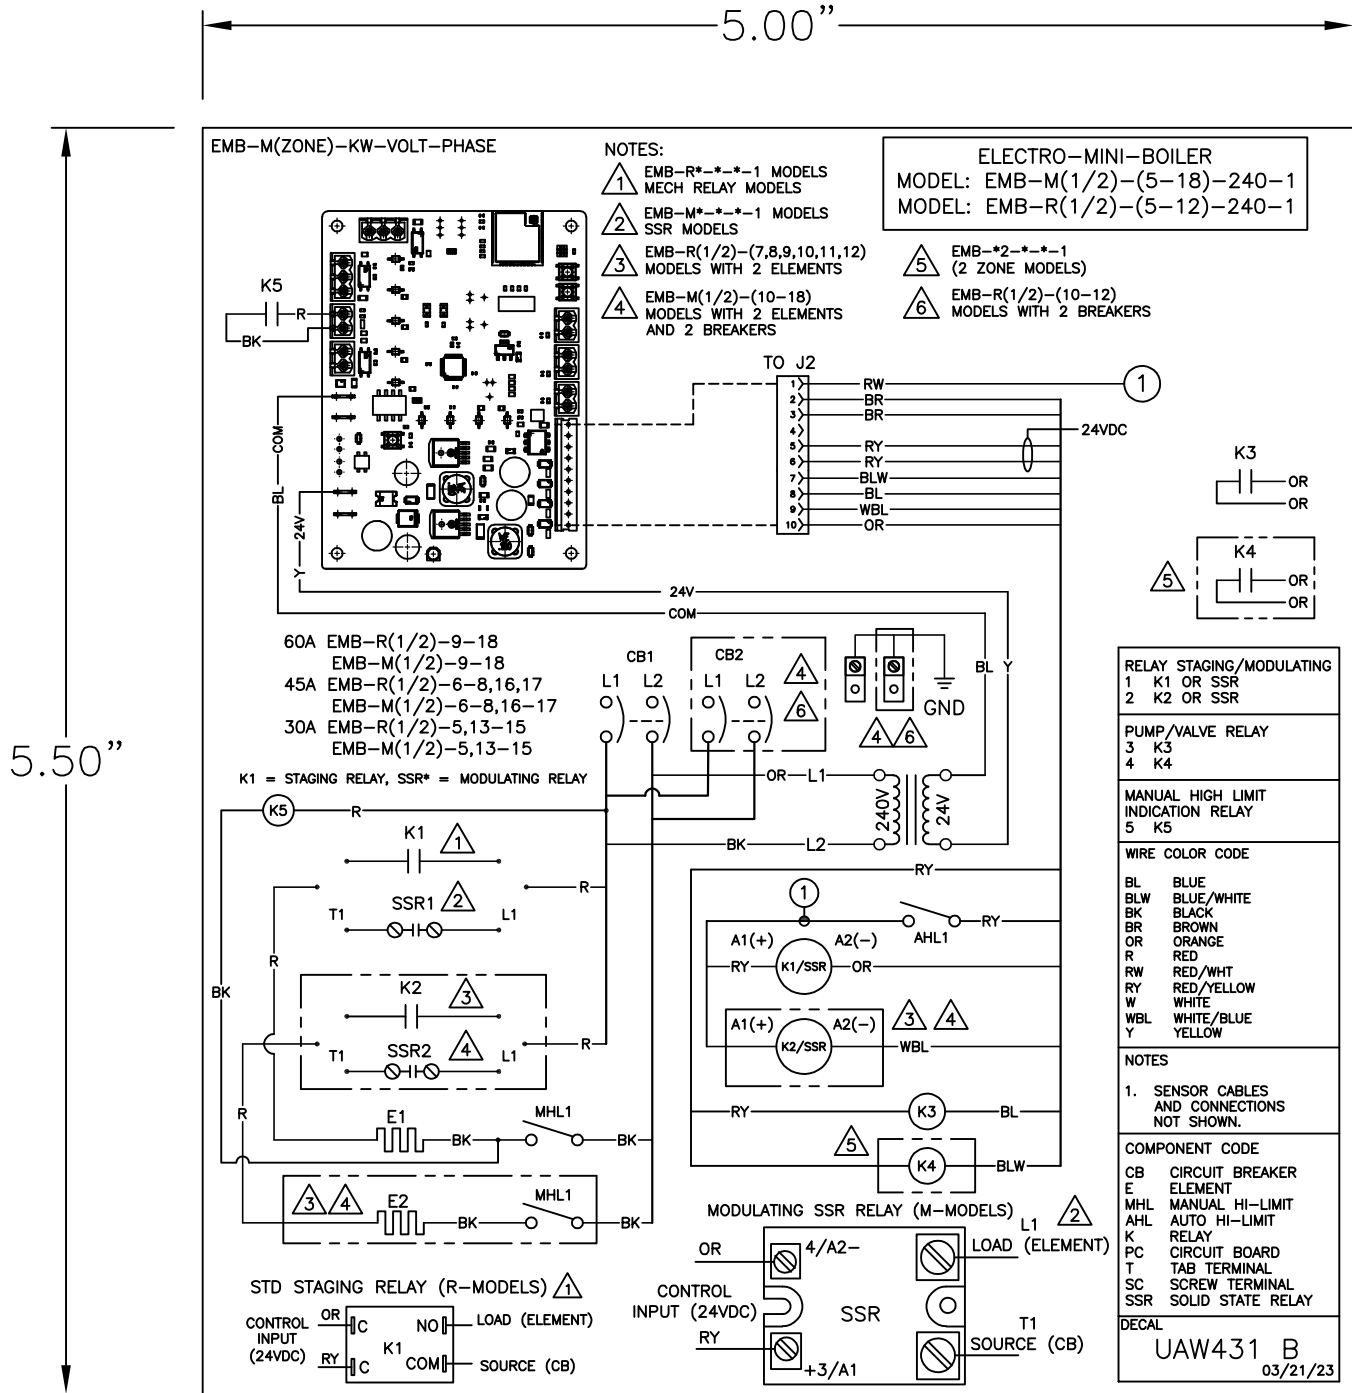 5.00"
5.50"
EMB-M(ZONE)-KW-VOLT-PHASE
NOTES:
1 EMB-R*-*-*-1 MODELS
MECH RELAY MODELS
2 EMB-M*-*-*-1 MODELS
SSR MODELS
3 EMB-R(1/2)-(7,8,9,10,11,12)
MODELS WITH 2 ELEMENTS
4 EMB-M(1/2)-(10-18)
MODELS WITH 2 ELEMENTS
AND 2 BREAKERS
ELECTRO-MINI-BOILER
MODEL: EMB-M(1/2)-(5-18)-240-1
MODEL: EMB-R(1/2)-(5-12)-240-1
5 EMB-*2-*-*-1
(2 ZONE MODELS)
6 EMB-R(1/2)-(10-12)
MODELS WITH 2 BREAKERS
K5
R
BK
COM
BL
24V
Y
TO J2
1 RW 1
2 BR
3 BR
4
5 RY
6 RY
7 BLW
8 BL
9 WBL
10 OR
24VDC
K3
OR
OR
5
K4
OR
OR
24V
COM
BL Y
60A EMB-R(1/2)-9-18
EMB-M(1/2)-9-18
45A EMB-R(1/2)-6-8,16,17
EMB-M(1/2)-6-8,16-17
30A EMB-R(1/2)-5,13-15
EMB-M(1/2)-5,13-15
K1 = STAGING RELAY, SSR* = MODULATING RELAY
CB1
L1 L2
CB2
L1 L2
4
6
GND
4 6
OR L1
240V
24V
BK L2
K5 R
K1 1
R
SSR1 2
T1 L1
R
BK
K2 3
SSR2 4
T1 L1
R
R
E1
BK
MHL1
BK
3 4
E2
BK
MHL1
BK
RY
1
AHL1
RY
A1(+) A2(-)
RY K1/SSR OR
A1(+) A2(-)
K2/SSR
3 4
WBL
RY K3 BL
5
K4 BLW
STD STAGING RELAY (R-MODELS) 1
CONTROL
INPUT
(24VDC)
OR
RY
C
C
K1
NO
COM
LOAD (ELEMENT)
SOURCE (CB)
MODULATING SSR RELAY (M-MODELS)
2
OR
CONTROL
INPUT (24VDC)
RY
4/A2-
SSR
+3/A1
L1
LOAD (ELEMENT)
T1
SOURCE (CB)
RELAY STAGING/MODULATING
1 K1 OR SSR
2 K2 OR SSR
PUMP/VALVE RELAY
3 K3
4 K4
MANUAL HIGH LIMIT
INDICATION RELAY
5 K5
WIRE COLOR CODE
BL BLUE
BLW BLUE/WHITE
BK BLACK
BR BROWN
OR ORANGE
R RED
RW RED/WHT
RY RED/YELLOW
W WHITE
WBL WHITE/BLUE
Y YELLOW
NOTES
1. SENSOR CABLES
AND CONNECTIONS
NOT SHOWN.
COMPONENT CODE
CB CIRCUIT BREAKER
E ELEMENT
MHL MANUAL HI-LIMIT
AHL AUTO HI-LIMIT
K RELAY
PC CIRCUIT BOARD
T TAB TERMINAL
SC SCREW TERMINAL
SSR SOLID STATE RELAY
DECAL
UAW431 B
03/21/23